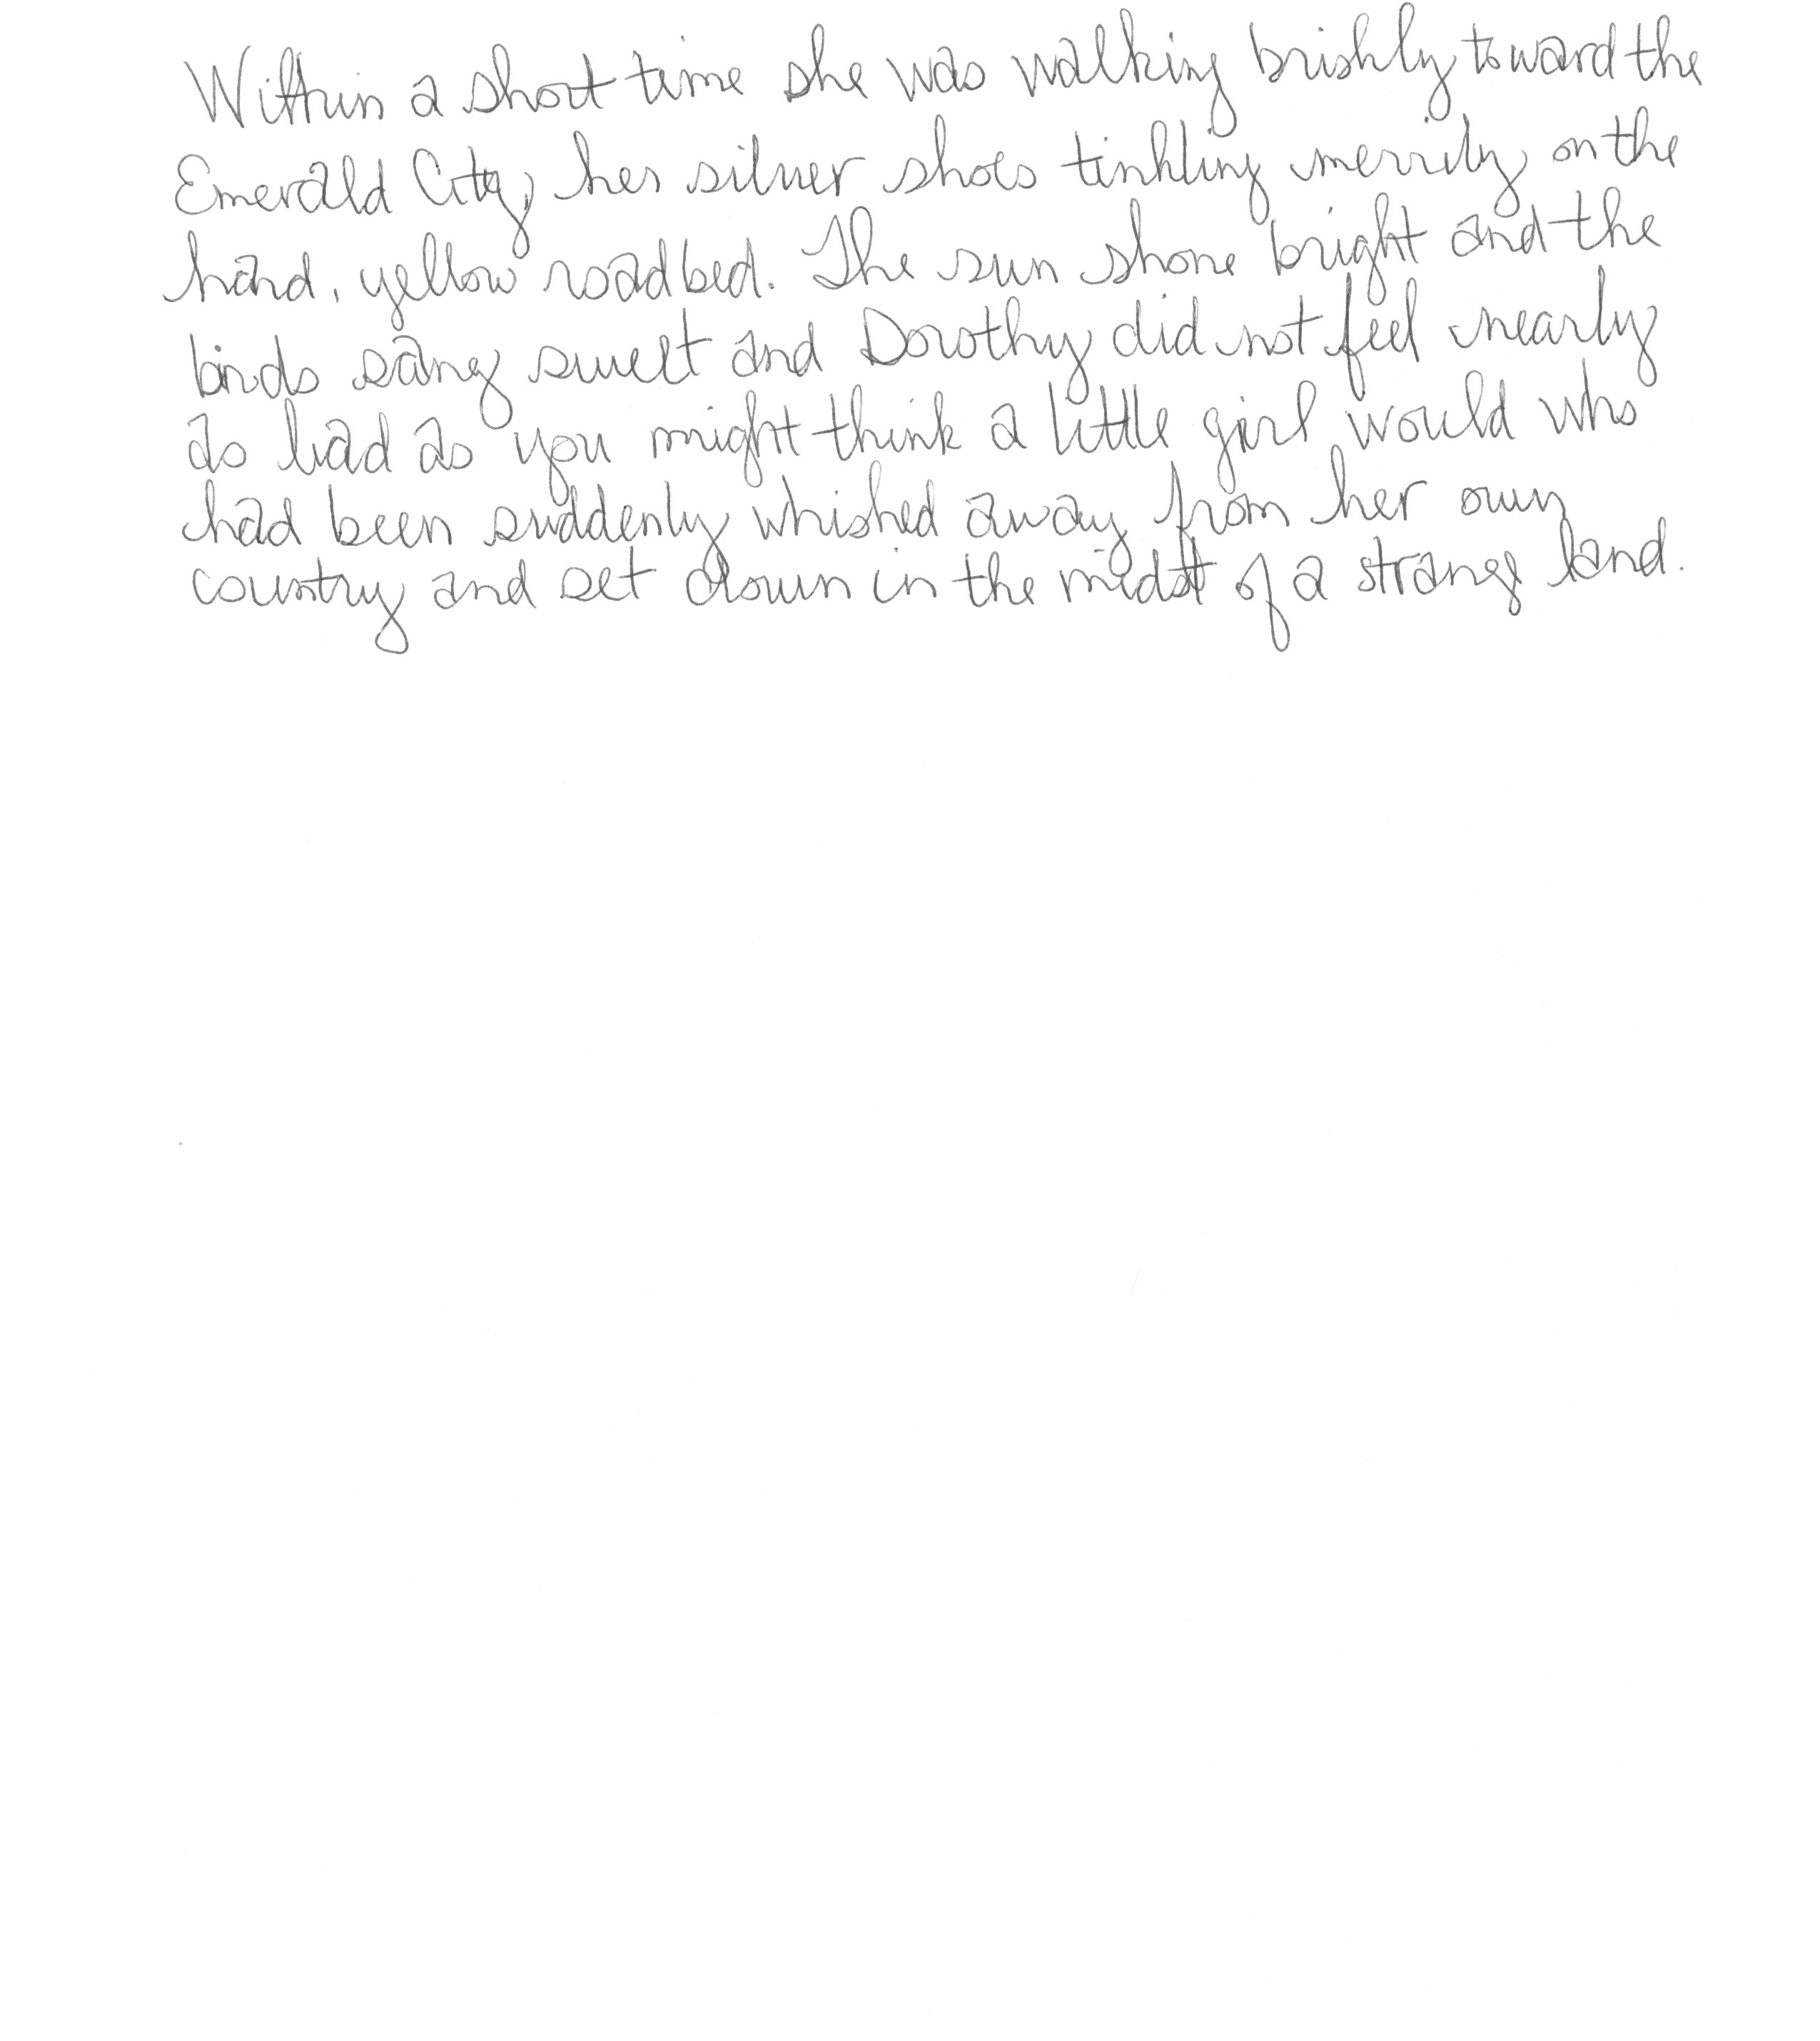 Within a short time she was walking briskly toward the
Emerald City, her silver shoes tinkling merrily on the
hard, yellow roadbed. The sun shone bright and the
birds sang sweet and Dorothy did not feel nearly
as bad as you might think a little girl would who
had been suddenly whisked away from her own
country and set down in the midst of a strange land.